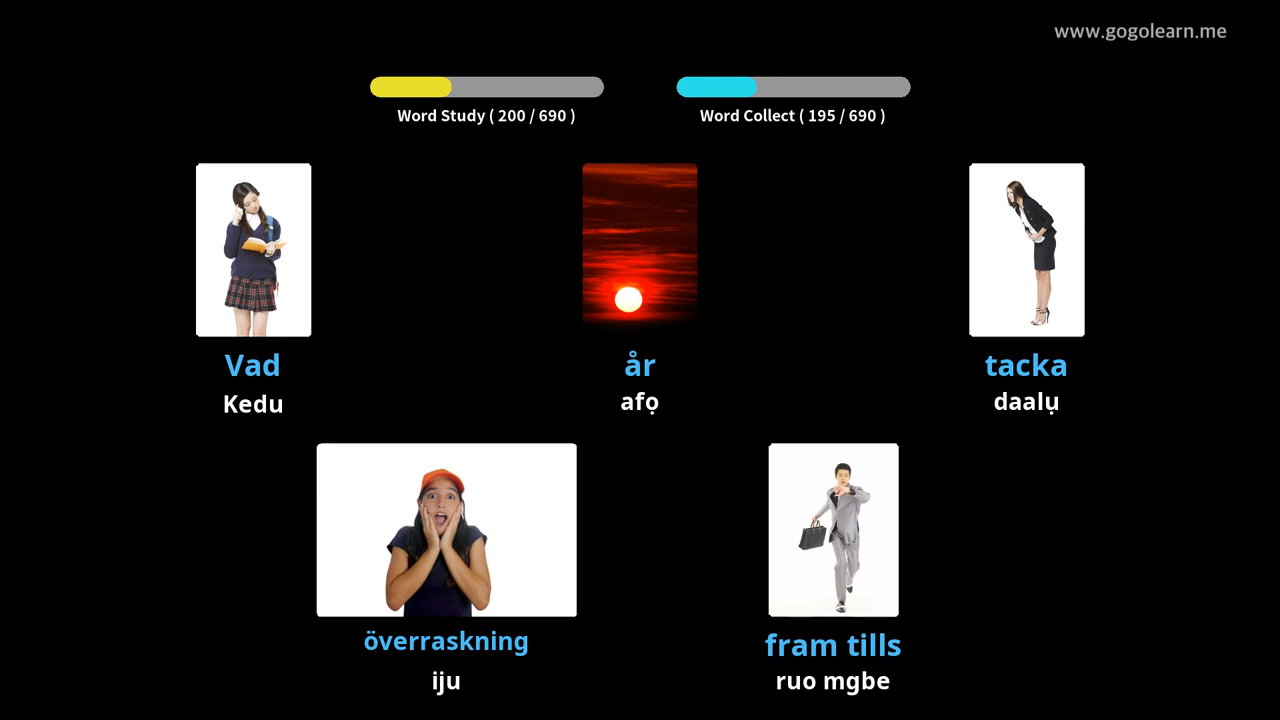 www.gogolearn.me
Word Study ( 200 / 690 )
Word Collect ( 195 / 690 )
Vad
år
tacka
Kedu
afọ
daalụ
överraskning
fram tills
iju
ruo mgbe